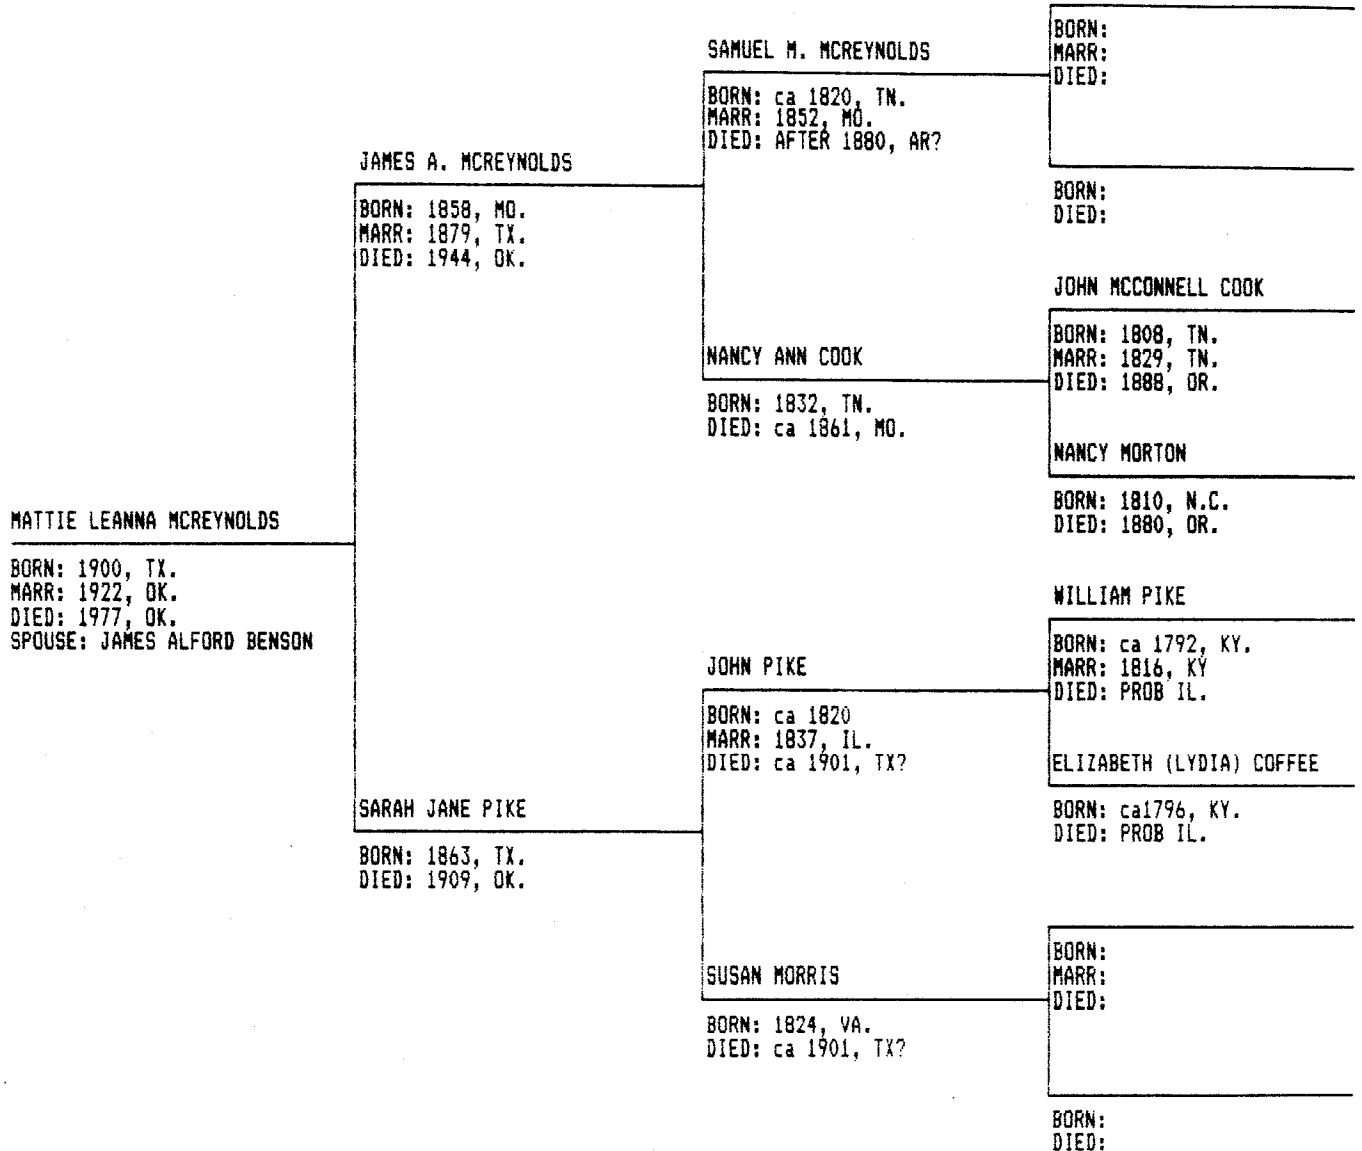 BORN:
MARR:
DIED:
SAMUEL M. MCREYNOLDS
BORN: ca 1820, TN.
MARR: 1852, MO.
DIED: AFTER 1880, AR?
BORN:
DIED:
JAMES A. MCREYNOLDS
BORN: 1858, MO.
MARR: 1879, TX.
DIED: 1944, OK.
JOHN MCCONNELL COOK
BORN: 1808, TN.
MARR: 1829, TN.
DIED: 1888, OR.
NANCY ANN COOK
BORN: 1832, TN.
DIED: ca 1861, MO.
NANCY MORTON
BORN: 1810, N.C.
DIED: 1880, OR.
MATTIE LEANNA MCREYNOLDS
BORN: 1900, TX.
MARR: 1922, OK.
DIED: 1977, OK.
SPOUSE: JAMES ALFORD BENSON
WILLIAM PIKE
BORN: ca 1792, KY.
MARR: 1816, KY
DIED: PROB IL.
JOHN PIKE
BORN: ca 1820
MARR: 1837, IL.
DIED: ca 1901, TX?
ELIZABETH (LYDIA) COFFEE
BORN: ca1796, KY.
DIED: PROB IL.
SARAH JANE PIKE
BORN: 1863, TX.
DIED: 1909, OK.
BORN:
MARR:
DIED:
SUSAN MORRIS
BORN: 1824, VA.
DIED: ca 1901, TX?
BORN:
DIED: